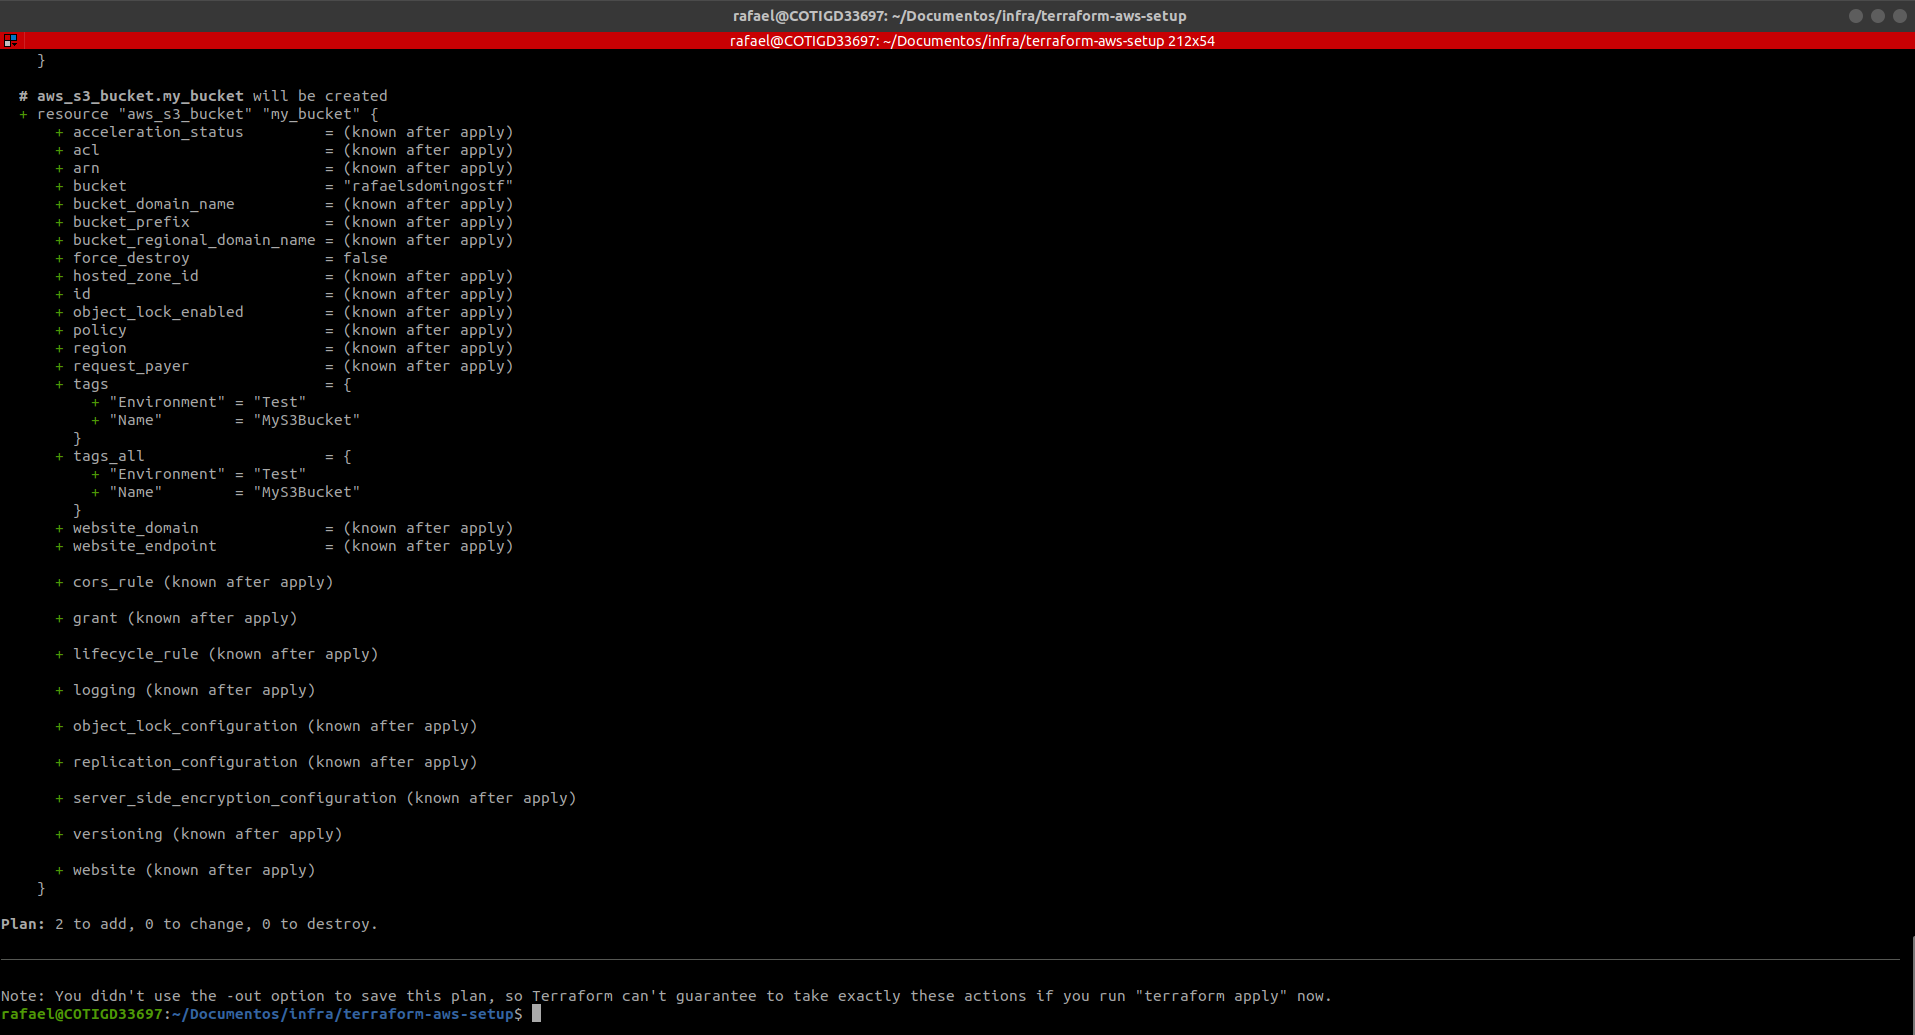 rafael@COTIGD33697: ~/Documentos/infra/terraform-aws-setup
rafael@COTIGD33697: ~/Documentos/infra/terraform-aws-setup 212x54
    }

  # aws_s3_bucket.my_bucket will be created
  + resource "aws_s3_bucket" "my_bucket" {
      + acceleration_status         = (known after apply)
      + acl                         = (known after apply)
      + arn                         = (known after apply)
      + bucket                      = "rafaelsdomingostf"
      + bucket_domain_name          = (known after apply)
      + bucket_prefix               = (known after apply)
      + bucket_regional_domain_name = (known after apply)
      + force_destroy               = false
      + hosted_zone_id              = (known after apply)
      + id                          = (known after apply)
      + object_lock_enabled         = (known after apply)
      + policy                      = (known after apply)
      + region                      = (known after apply)
      + request_payer               = (known after apply)
      + tags                        = {
          + "Environment" = "Test"
          + "Name"        = "MyS3Bucket"
        }
      + tags_all                    = {
          + "Environment" = "Test"
          + "Name"        = "MyS3Bucket"
        }
      + website_domain              = (known after apply)
      + website_endpoint            = (known after apply)

      + cors_rule (known after apply)

      + grant (known after apply)

      + lifecycle_rule (known after apply)

      + logging (known after apply)

      + object_lock_configuration (known after apply)

      + replication_configuration (known after apply)

      + server_side_encryption_configuration (known after apply)

      + versioning (known after apply)

      + website (known after apply)
    }

Plan: 2 to add, 0 to change, 0 to destroy.

Note: You didn't use the -out option to save this plan, so Terraform can't guarantee to take exactly these actions if you run "terraform apply" now.
rafael@COTIGD33697:~/Documentos/infra/terraform-aws-setup$